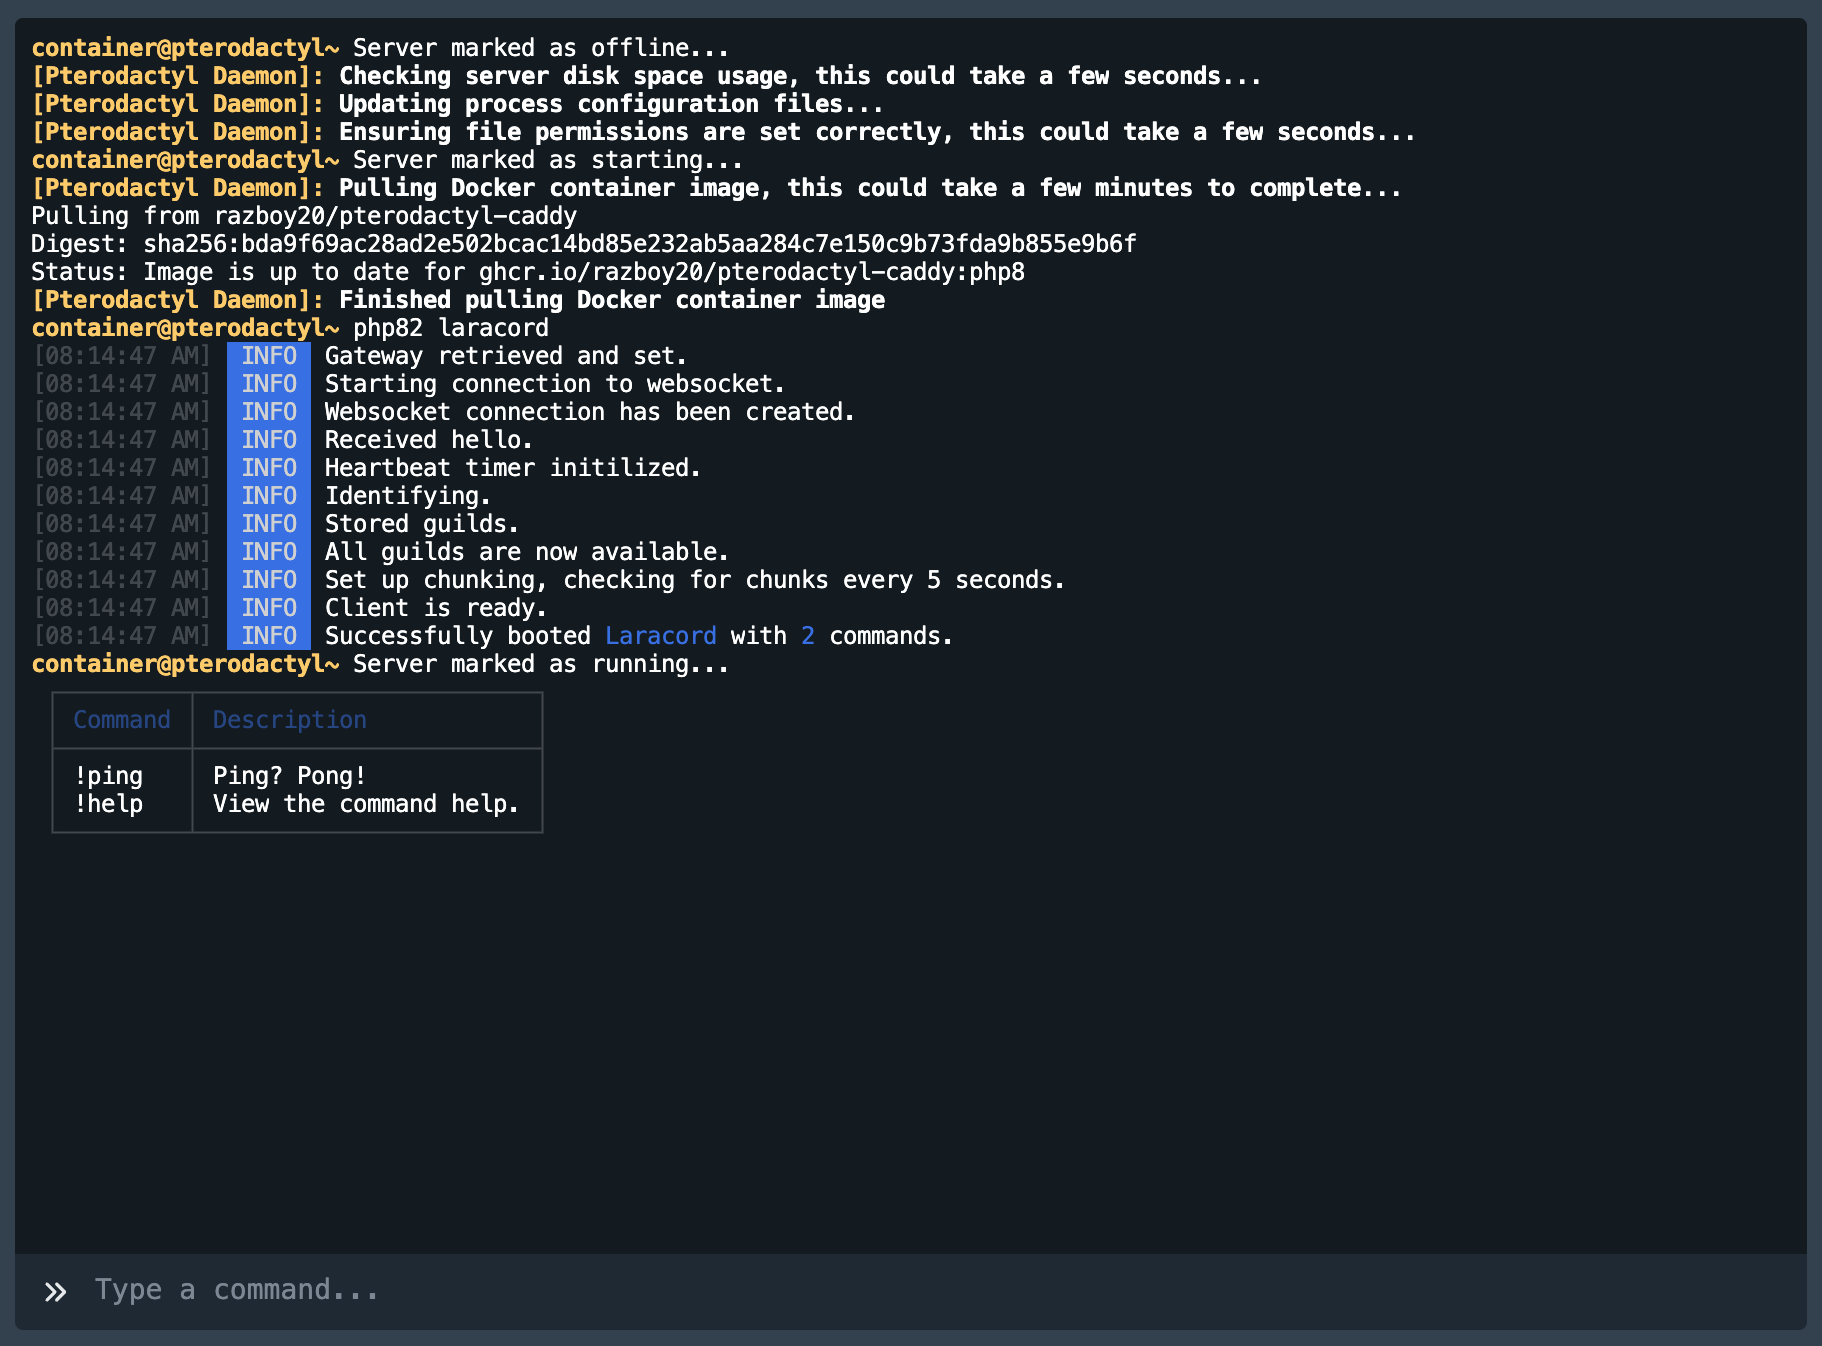 container@pterodactyl~ Server marked as offline...
[Pterodactyl Daemon]: Checking server disk space usage, this could take a few seconds...
[Pterodactyl Daemon]: Updating process configuration files...
[Pterodactyl Daemon]: Ensuring file permissions are set correctly, this could take a few seconds...
container@pterodactyl~ Server marked as starting...
[Pterodactyl Daemon]: Pulling Docker container image, this could take a few minutes to complete...
Pulling from razboy20/pterodactyl-caddy
Digest: sha256:bda9f69ac28ad2e502bcac14bd85e232ab5aa284c7e150c9b73fda9b855e9b6f
Status: Image is up to date for ghcr.io/razboy20/pterodactyl-caddy:php8
[Pterodactyl Daemon]: Finished pulling Docker container image
container@pterodactyl~ php82 laracord
[08:14:47 AM] INFO Gateway retrieved and set.
[08:14:47 AM] INFO Starting connection to websocket.
[08:14:47 AM] INFO Websocket connection has been created.
[08:14:47 AM] INFO Received hello.
[08:14:47 AM] INFO Heartbeat timer initilized.
[08:14:47 AM] INFO Identifying.
[08:14:47 AM] INFO Stored guilds.
[08:14:47 AM] INFO All guilds are now available.
[08:14:47 AM] INFO Set up chunking, checking for chunks every 5 seconds.
[08:14:47 AM] INFO Client is ready.
[08:14:47 AM] INFO Successfully booted Laracord with 2 commands.
container@pterodactyl~ Server marked as running...
Command Description
!ping Ping? Pong!
!help View the command help.
» Type a command...